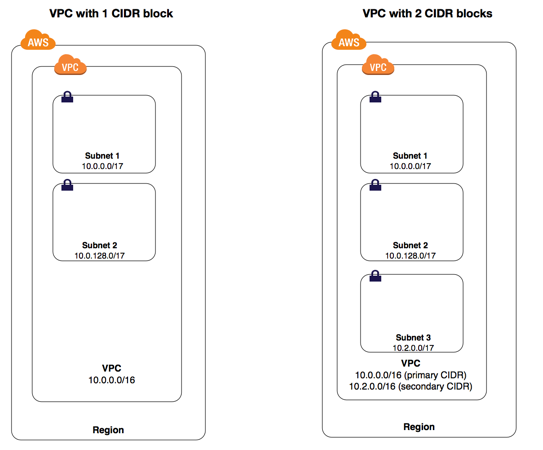 VPC with 1 CIDR block
AWS
VPC
Subnet 1
10.0.0.0/17
Subnet 2
10.0.128.0/17
VPC
10.0.0.0/16
Region
VPC with 2 CIDR blocks
AWS
VPC
Subnet 1
10.0.0.0/17
Subnet 2
10.0.128.0/17
Subnet 3
10.2.0.0/17
VPC
10.0.0.0/16 (primary CIDR)
10.2.0.0/16 (secondary CIDR)
Region